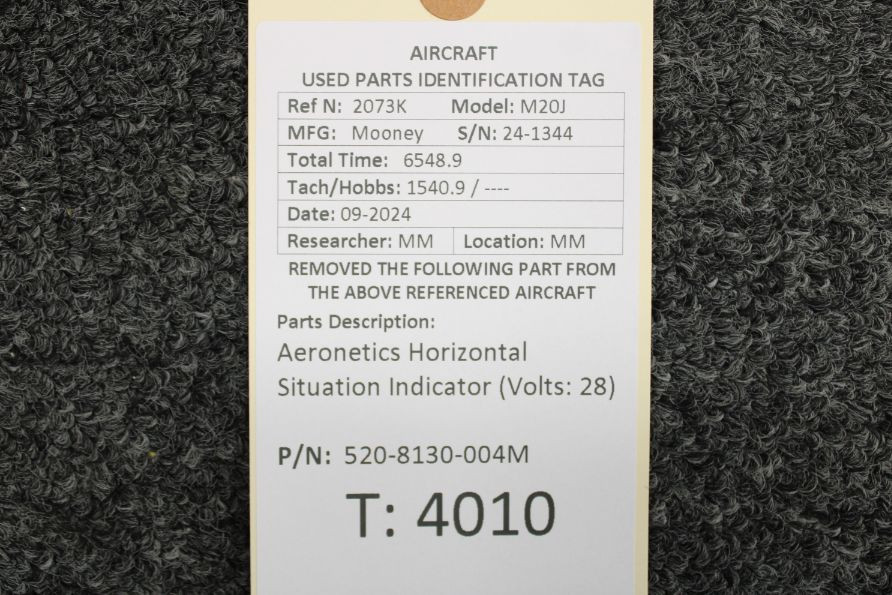 AIRCRAFT
USED PARTS IDENTIFICATION TAG
Ref N: 2073K Model: M20J
MFG: Mooney S/N: 24-1344
Total Time: 6548.9
Tach/Hobbs: 1540.9 / ----
Date: 09-2024
Researcher: MM Location: MM
REMOVED THE FOLLOWING PART FROM
THE ABOVE REFERENCED AIRCRAFT
Parts Description:
Aeronetics Horizontal
Situation Indicator (Volts: 28)
P/N: 520-8130-004M
T: 4010